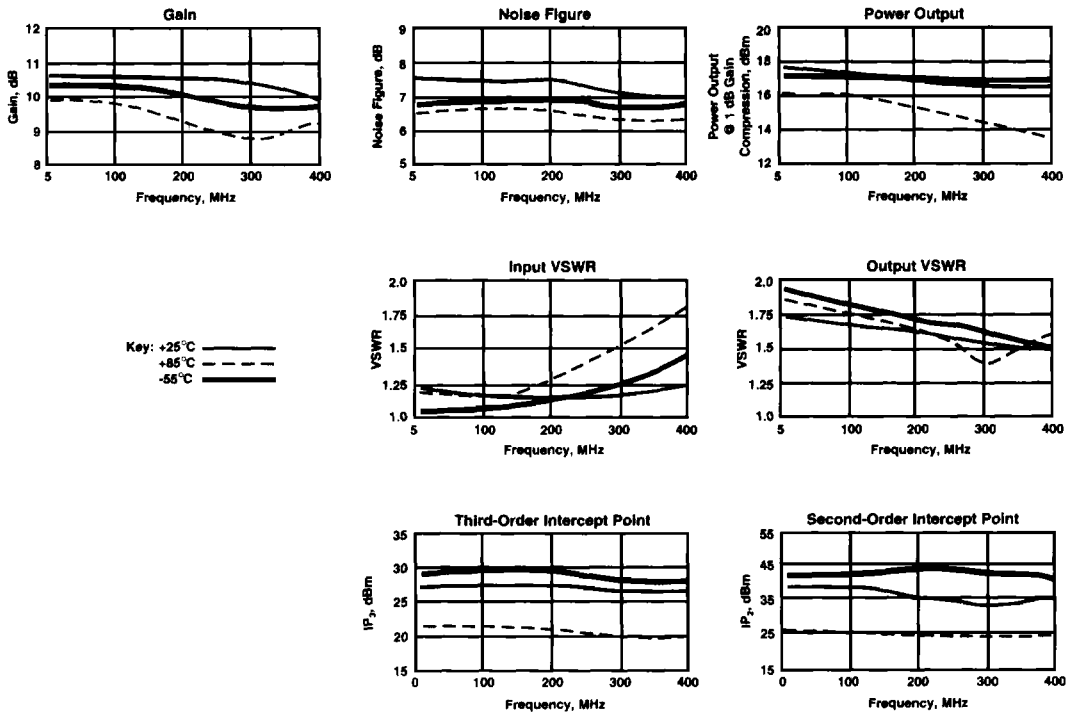 Gain
12
11
10
9
8
Gain, dB
5 100 200 300 400
Frequency, MHz
Noise Figure
9
8
7
6
5
Noise Figure, dB
5 100 200 300 400
Frequency, MHz
Power Output
20
18
16
14
12
Power Output
@ 1 dB Gain
Compression, dBm
5 100 200 300 400
Frequency, MHz
Key: +25°C
+85°C
-55°C
Input VSWR
2.0
1.75
1.5
1.25
1.0
VSWR
5 100 200 300 400
Frequency, MHz
Output VSWR
2.0
1.75
1.5
1.25
1.0
VSWR
5 100 200 300 400
Frequency, MHz
Third-Order Intercept Point
35
30
25
20
15
IP3, dBm
0 100 200 300 400
Frequency, MHz
Second-Order Intercept Point
55
45
35
25
15
IP2, dBm
0 100 200 300 400
Frequency, MHz